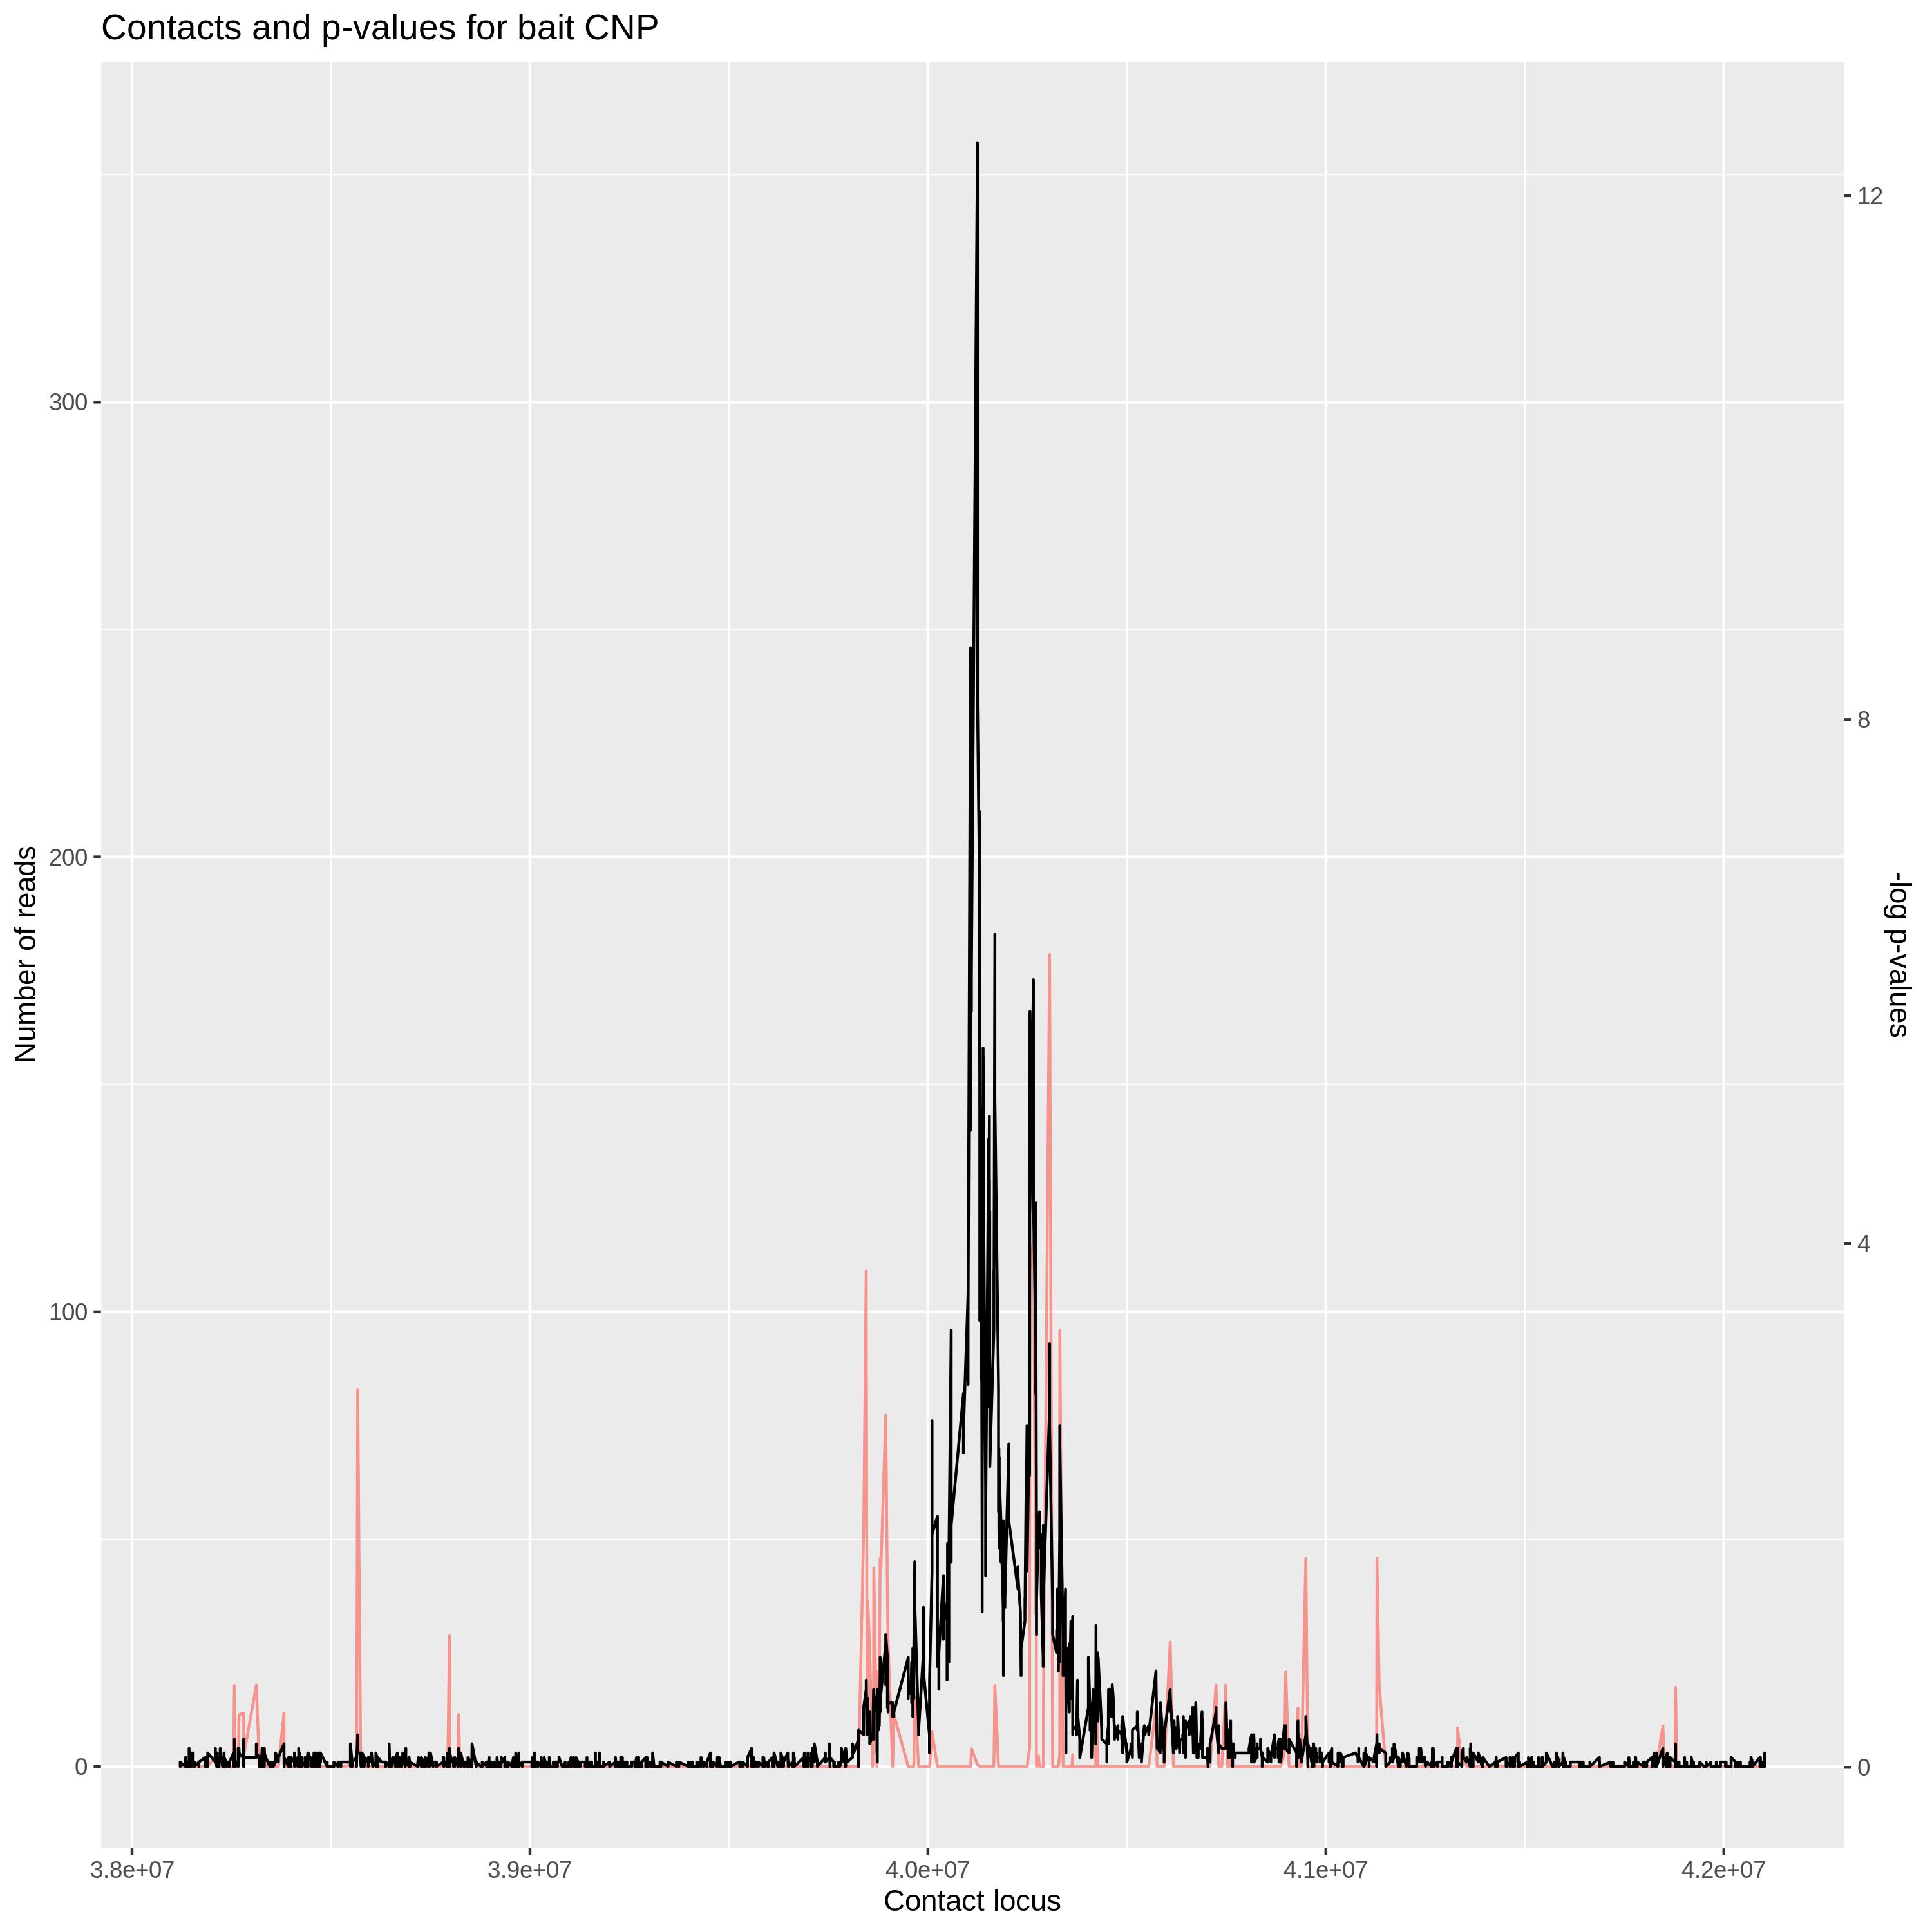 Contacts and p-values for bait CNP
Number of reads
300
200
100
0
12
8
4
0
-log p-values
3.8e+07 3.9e+07 4.0e+07 4.1e+07 4.2e+07
Contact locus